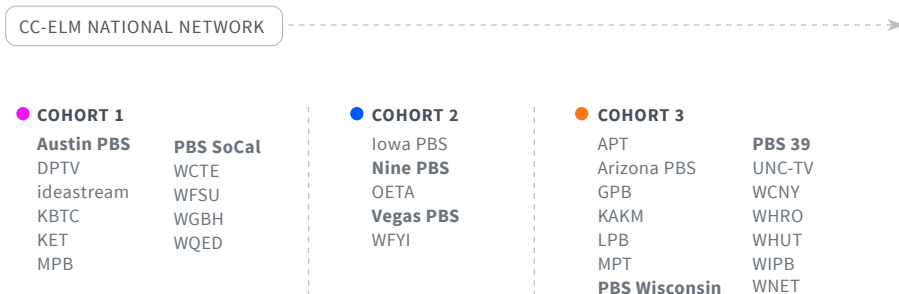 CC-ELM NATIONAL NETWORK
COHORT 1
Austin PBS
DPTV
ideastream
KBTC
KET
MPB
PBS SoCal
WCTE
WFSU
WGBH
WQED
COHORT 2
Iowa PBS
Nine PBS
OETA
Vegas PBS
WFYI
COHORT 3
APT
Arizona PBS
GPB
KAKM
LPB
MPT
PBS Wisconsin
PBS 39
UNC-TV
WCNY
WHRO
WHUT
WIPB
WNET